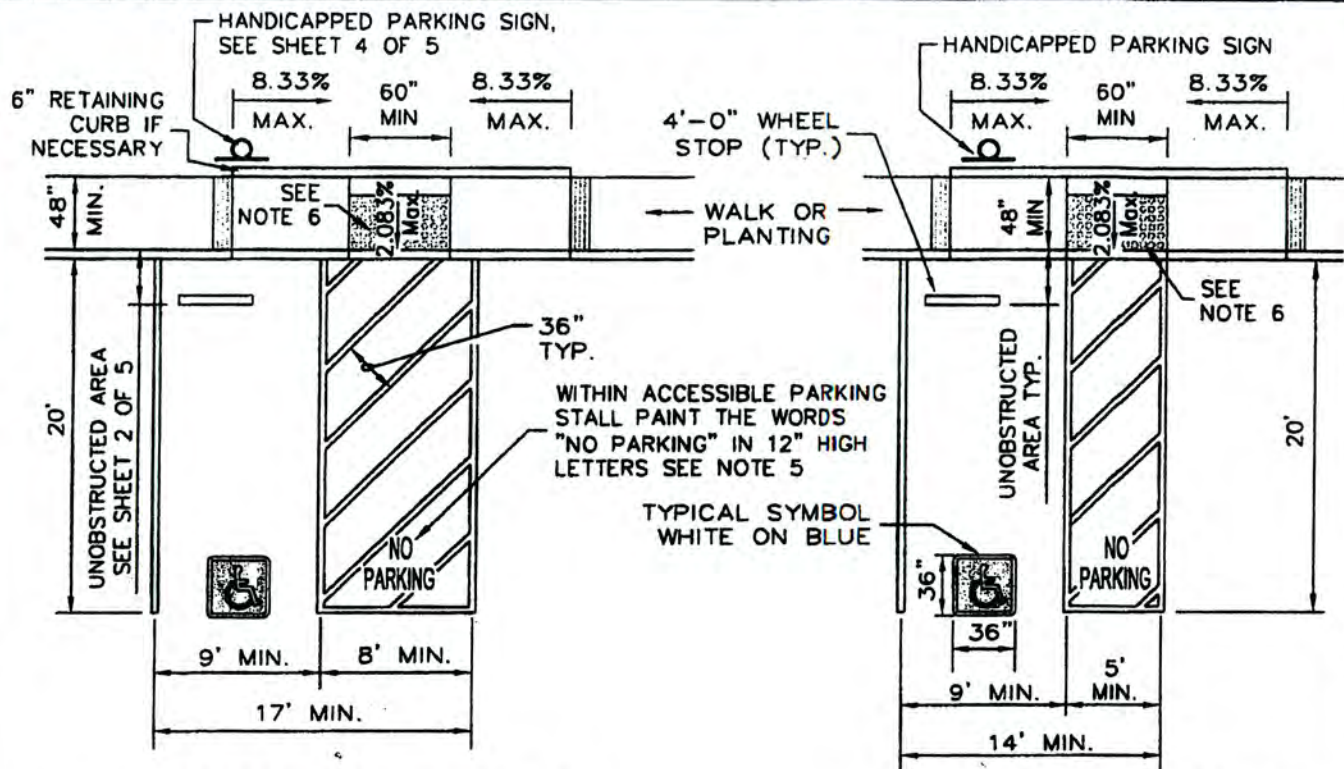 HANDICAPPED PARKING SIGN,
SEE SHEET 4 OF 5
8.33%
MAX.
60"
MIN
8.33%
MAX.
6" RETAINING
CURB IF
NECESSARY
48"
MIN.
SEE
NOTE 6
2.083%
Max.
20'
UNOBSTRUCTED AREA
SEE SHEET 2 OF 5
36"
TYP.
WITHIN ACCESSIBLE PARKING
STALL PAINT THE WORDS
"NO PARKING" IN 12" HIGH
LETTERS SEE NOTE 5
NO
PARKING
9' MIN.
8' MIN.
17' MIN.
HANDICAPPED PARKING SIGN
8.33%
MAX.
60"
MIN
8.33%
MAX.
4'-0" WHEEL
STOP (TYP.)
WALK OR
PLANTING
48"
MIN
2.083%
Max.
SEE
NOTE 6
UNOBSTRUCTED
AREA TYP.
20'
TYPICAL SYMBOL
WHITE ON BLUE
36"
36"
NO
PARKING
9' MIN.
5'
MIN.
14' MIN.